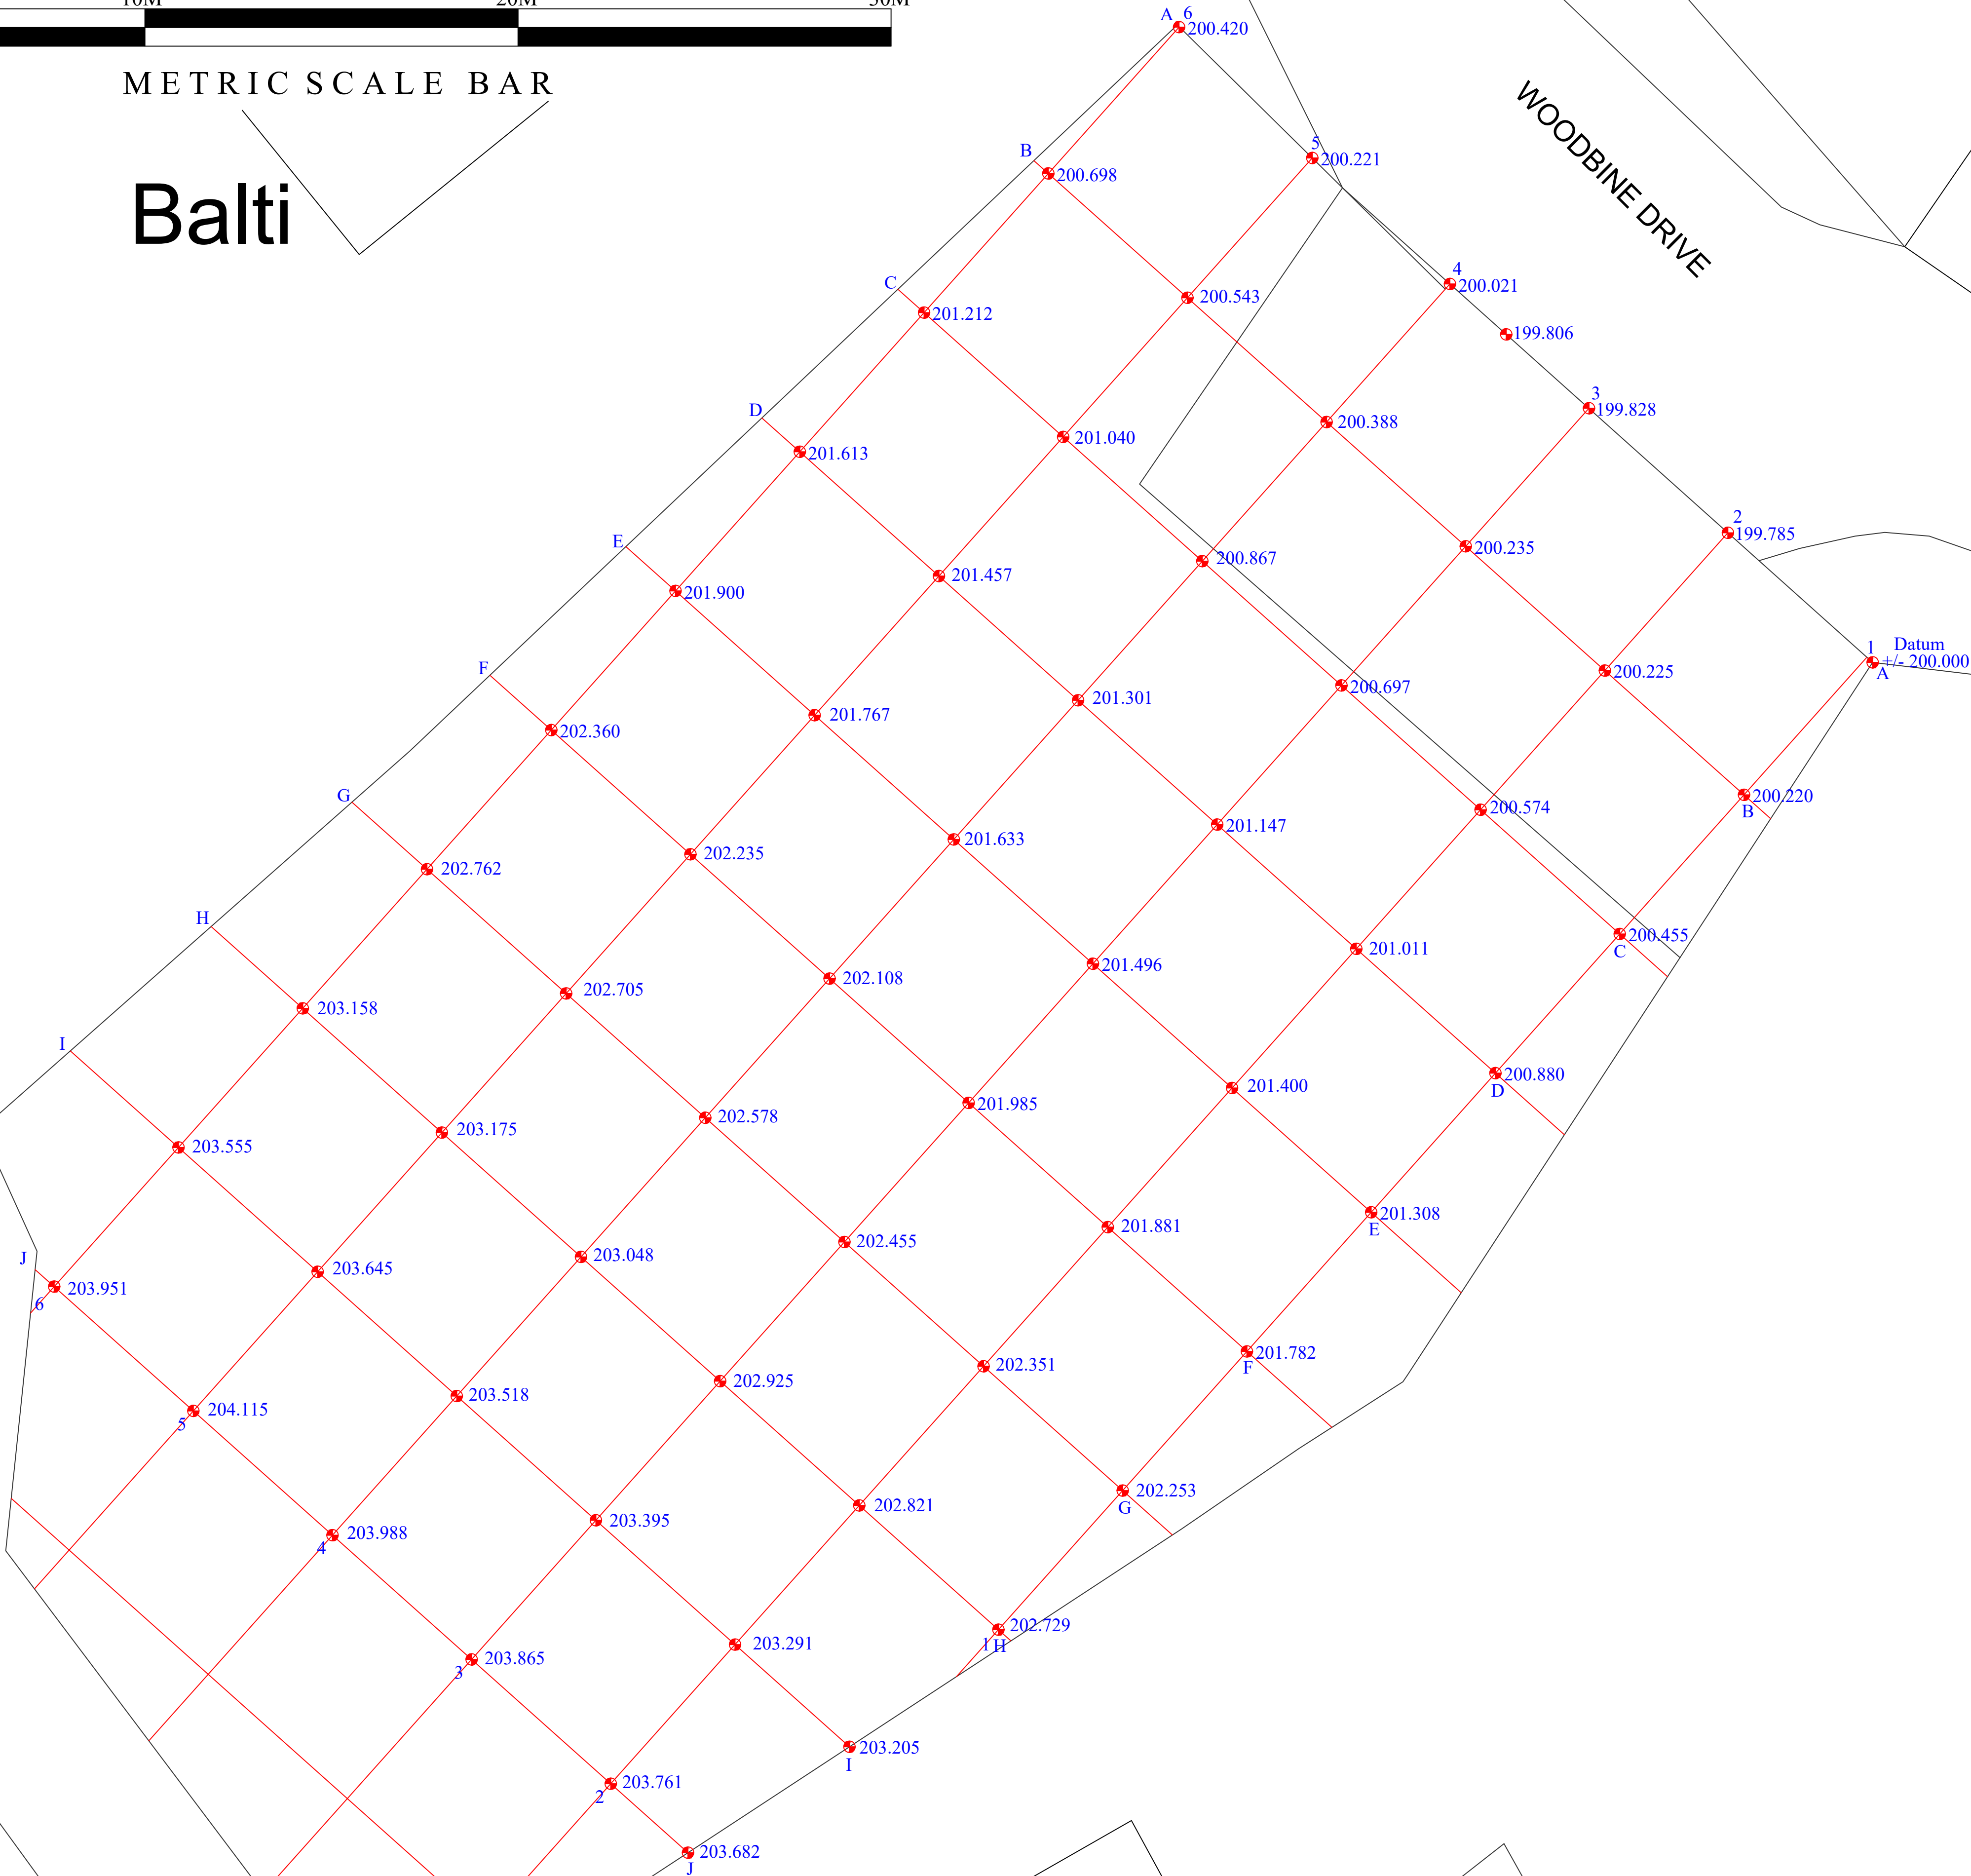 10M 20M 30M
METRIC SCALE BAR
Balti
WOODBINE DRIVE
A 6
200.420
5
200.221
B
200.698
4
200.021
C
201.212
200.543
199.806
D
201.613
201.040
200.388
3
199.828
E
201.900
201.457
200.867
200.235
2
199.785
F
202.360
201.767
201.301
200.697
200.225
1 Datum
+/- 200.000
A
G
202.762
202.235
201.633
201.147
200.574
200.220
B
H
203.158
202.705
202.108
201.496
201.011
200.455
C
I
203.555
203.175
202.578
201.985
201.400
200.880
D
J
203.951
6
203.645
203.048
202.455
201.881
201.308
E
204.115
5
203.518
202.925
202.351
201.782
F
203.988
4
203.395
202.821
202.253
G
203.865
3
203.291
202.729
1 H
203.761
2
203.205
I
203.682
J